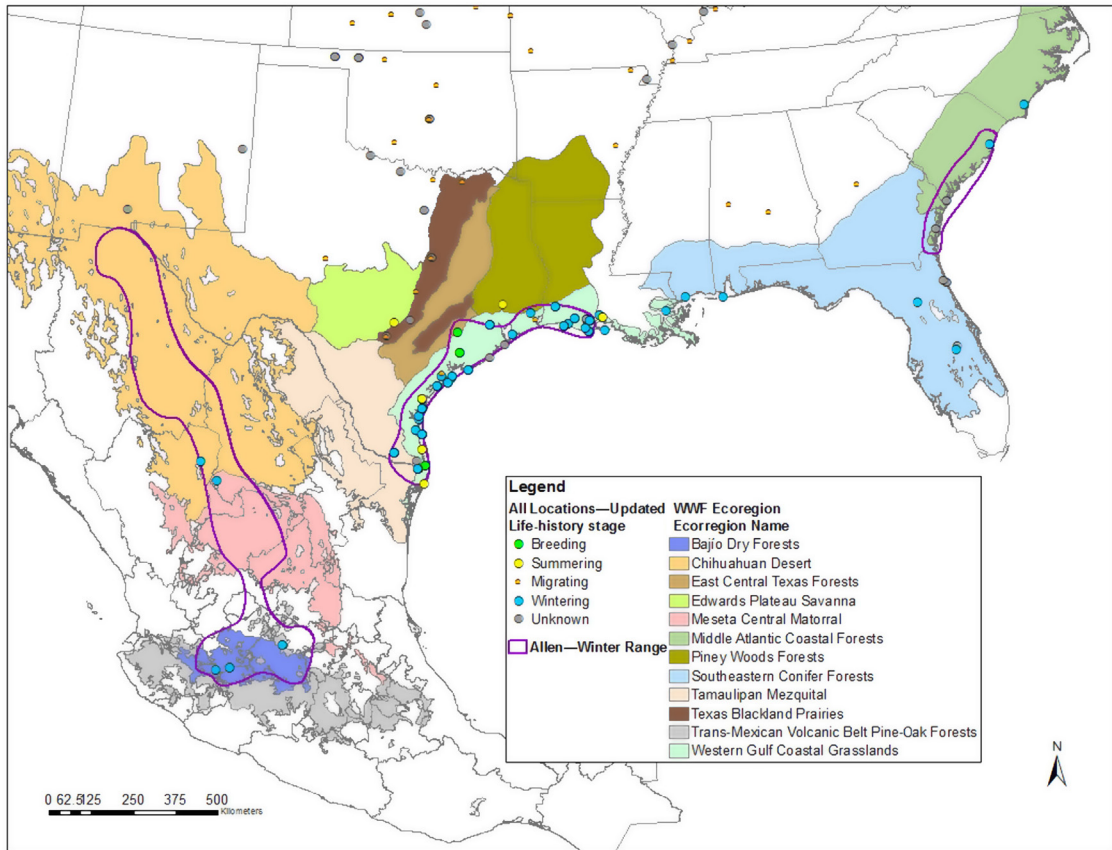 Legend
All Locations—Updated
Life-history stage
Breeding
Summering
Migrating
Wintering
Unknown
Allen—Winter Range
WWF Ecoregion
Ecorregion Name
Bajío Dry Forests
Chihuahuan Desert
East Central Texas Forests
Edwards Plateau Savanna
Meseta Central Matorral
Middle Atlantic Coastal Forests
Piney Woods Forests
Southeastern Conifer Forests
Tamaulipan Mezquital
Texas Blackland Prairies
Trans-Mexican Volcanic Belt Pine-Oak Forests
Western Gulf Coastal Grasslands
N
0 62.5125 250 375 500
Kilometers